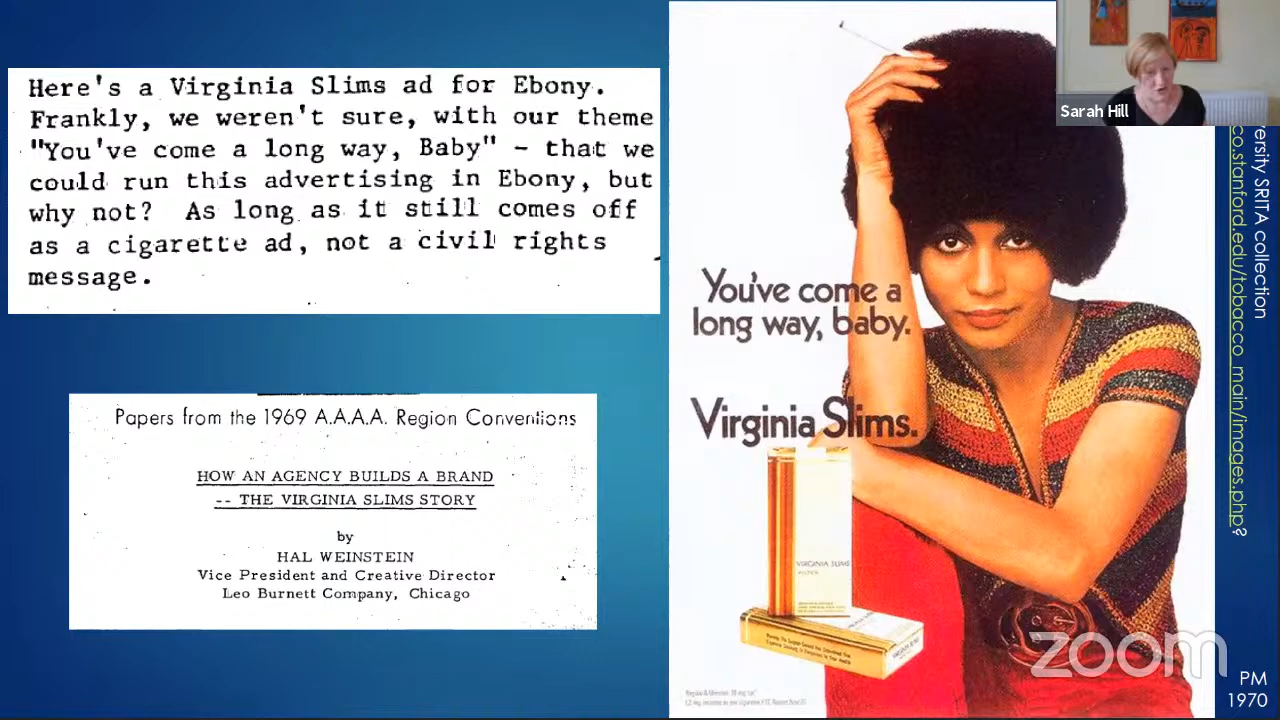 Here's a Virginia Slims ad for Ebony.
Frankly, we weren't sure, with our theme
"You've come a long way, Baby" - that we
could run this advertising in Ebony, but
why not? As long as it still comes off
as a cigarette ad, not a civil rights
message.
Papers from the 1969 A.A.A.A. Region Conventions
HOW AN AGENCY BUILDS A BRAND
-- THE VIRGINIA SLIMS STORY
by
HAL WEINSTEIN
Vice President and Creative Director
Leo Burnett Company, Chicago
You've come a
long way, baby.
Virginia Slims.
VIRGINIA SLIMS
VIRGINIA SLIMS
Sarah Hill
ersity SRITA collection
co.stanford.edu/tobacco_main/images.php?
PM
1970
zoom